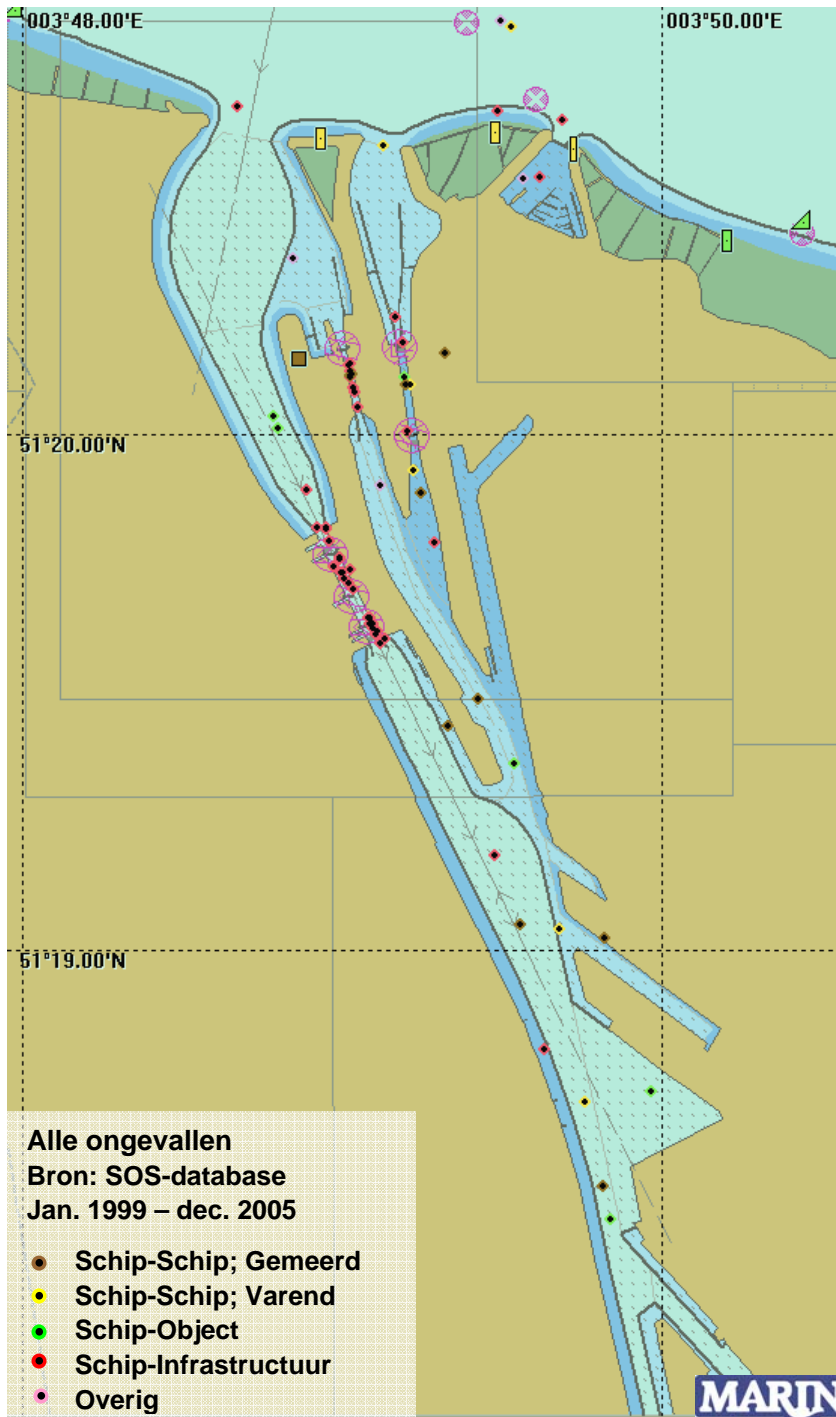 003°48.00'E
003°50.00'E
51°20.00'N
51°19.00'N
Alle ongevallen
Bron: SOS-database
Jan. 1999 – dec. 2005
Schip-Schip; Gemeerd
Schip-Schip; Varend
Schip-Object
Schip-Infrastructuur
Overig
MARIN